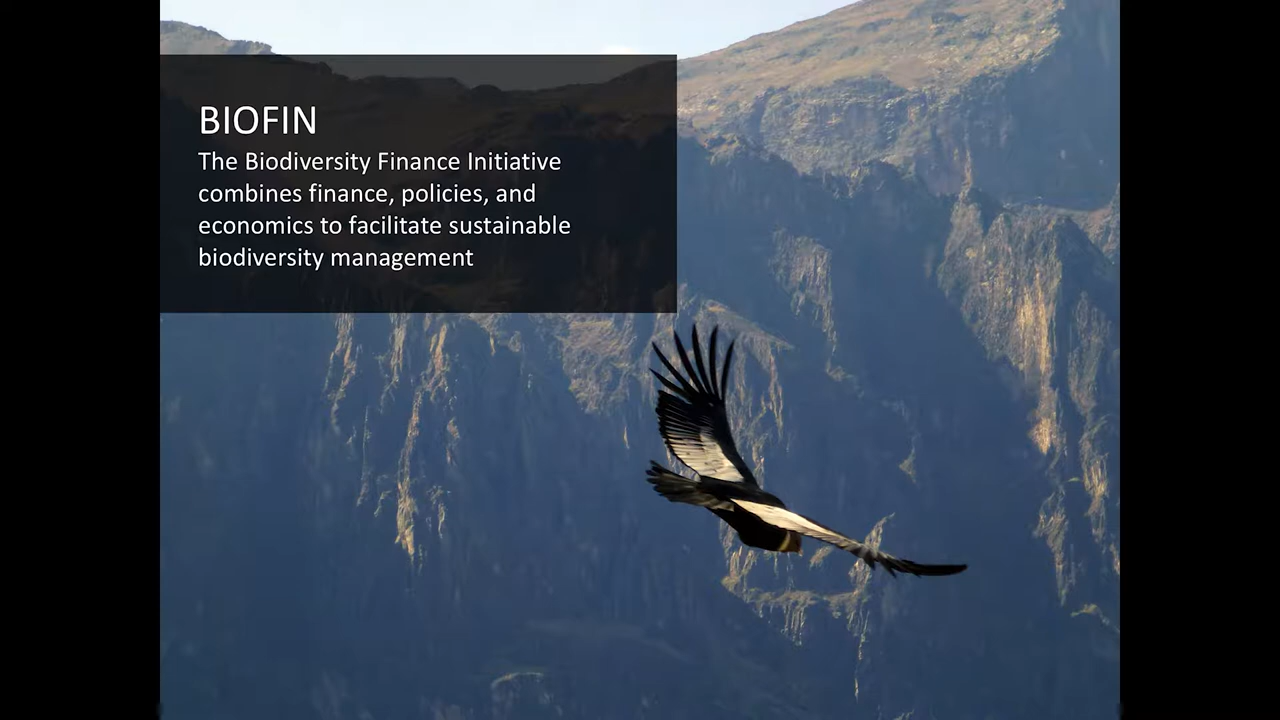 BIOFIN
The Biodiversity Finance Initiative
combines finance, policies, and
economics to facilitate sustainable
biodiversity management